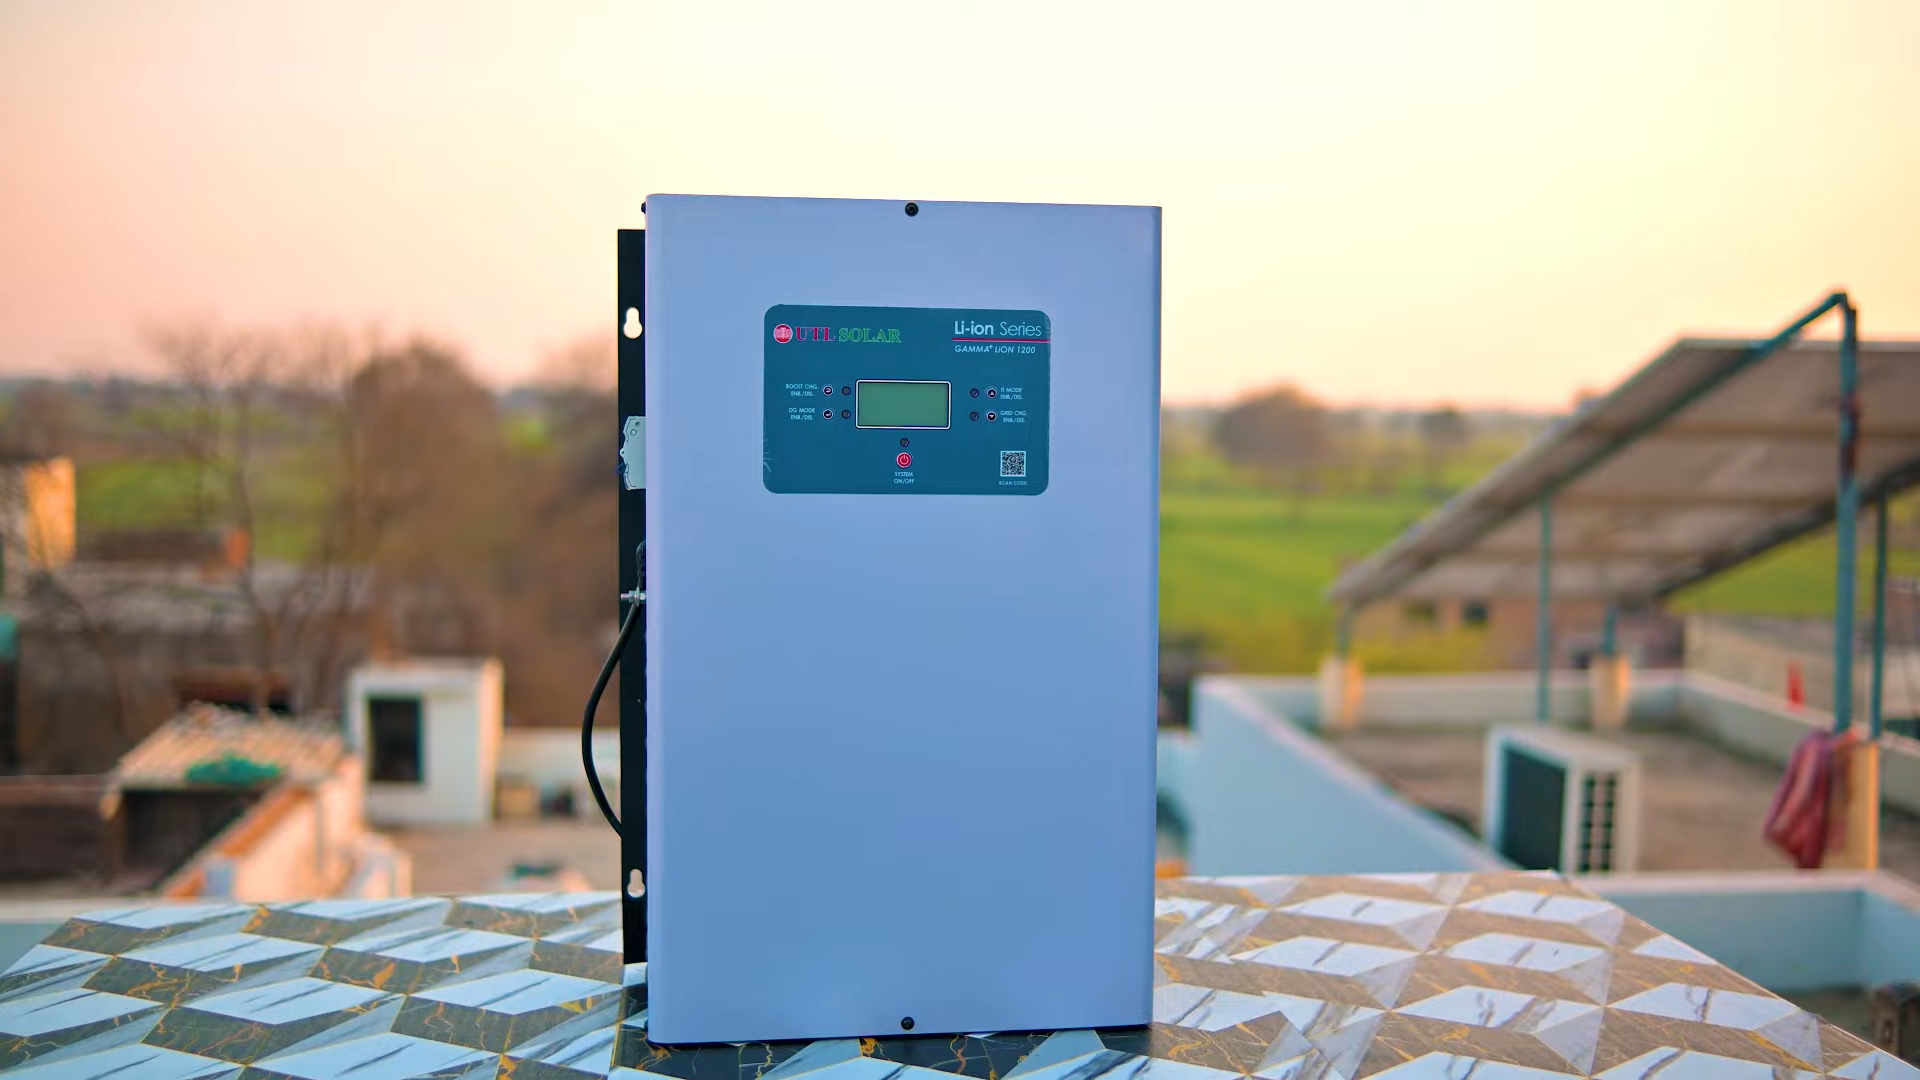 UTL SOLAR
Li-ion Series
GAMMA+ LiON 1200
BOOST CHG.
ENB./DIS.
DG MODE
ENB./DIS.
IT MODE
ENB./DIS.
GRID CHG.
ENB./DIS.
SYSTEM
ON/OFF
SCAN CODE